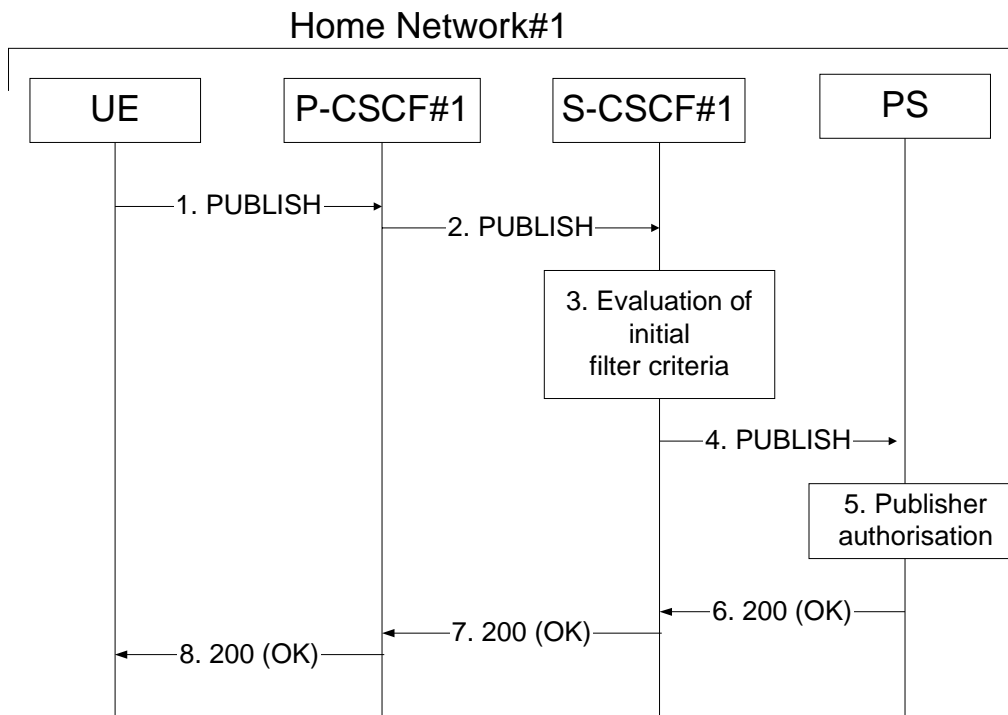 Home Network#1
UE
P-CSCF#1
S-CSCF#1
PS
1. PUBLISH
2. PUBLISH
3. Evaluation of
initial
filter criteria
4. PUBLISH
5. Publisher
authorisation
6. 200 (OK)
7. 200 (OK)
8. 200 (OK)